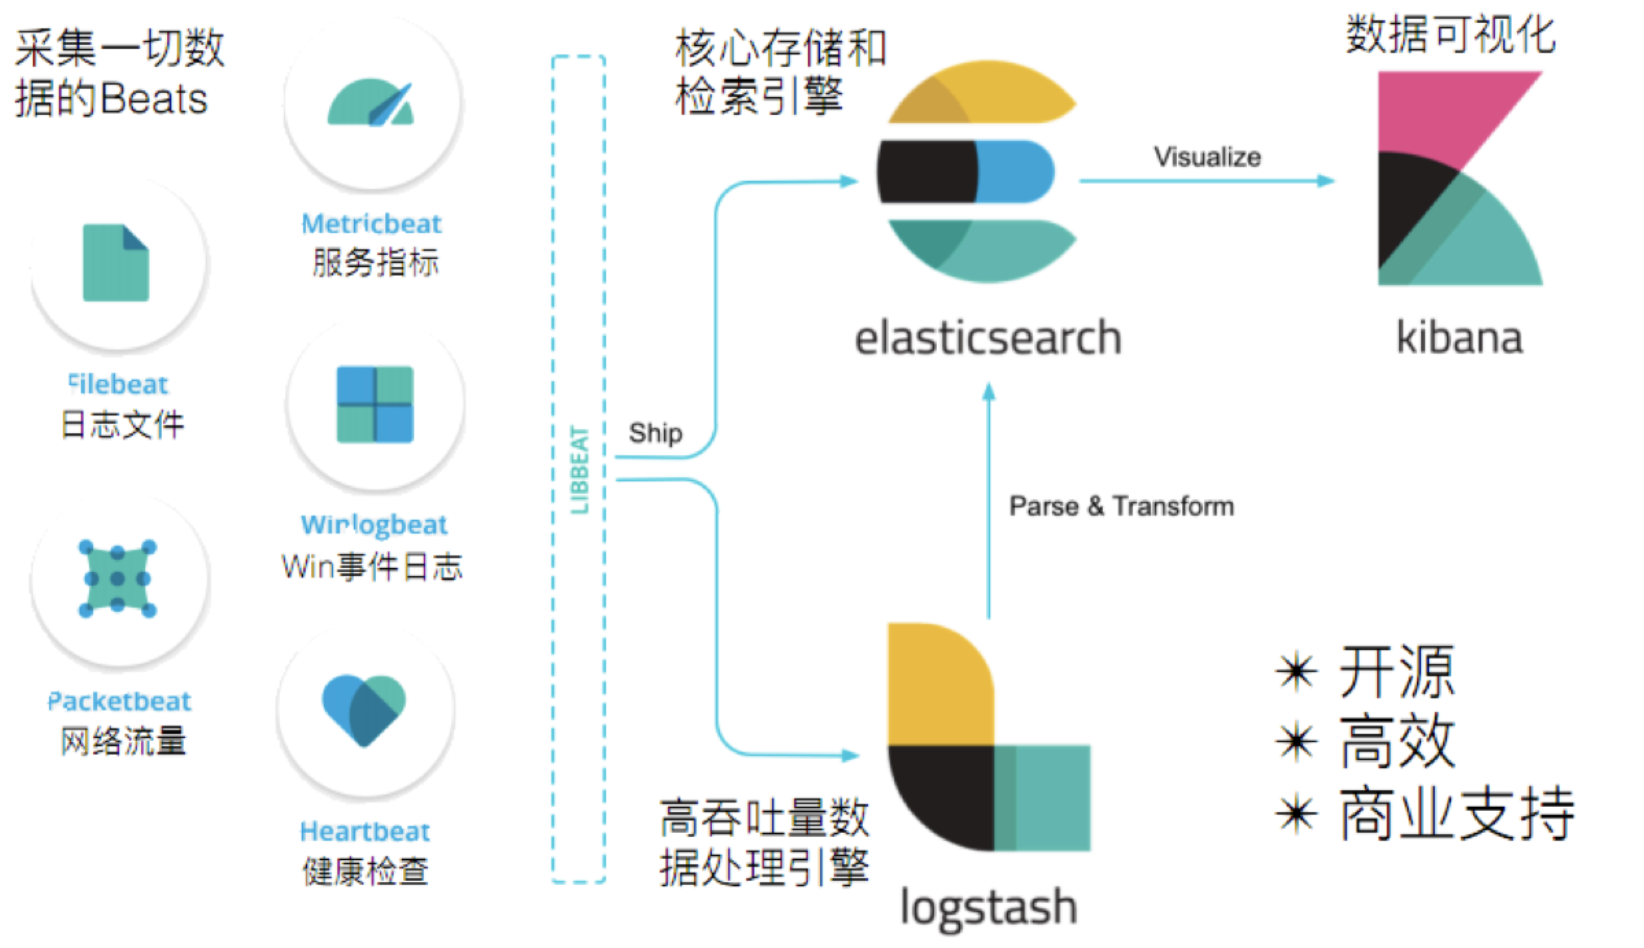 采集一切数
据的Beats
Metricbeat
服务指标
Filebeat
日志文件
Winlogbeat
Win事件日志
Packetbeat
网络流量
Heartbeat
健康检查
LIBBEAT
Ship
核心存储和
检索引擎
elasticsearch
Visualize
数据可视化
kibana
Parse & Transform
高吞吐量数
据处理引擎
logstash
✴ 开源
✴ 高效
✴ 商业支持